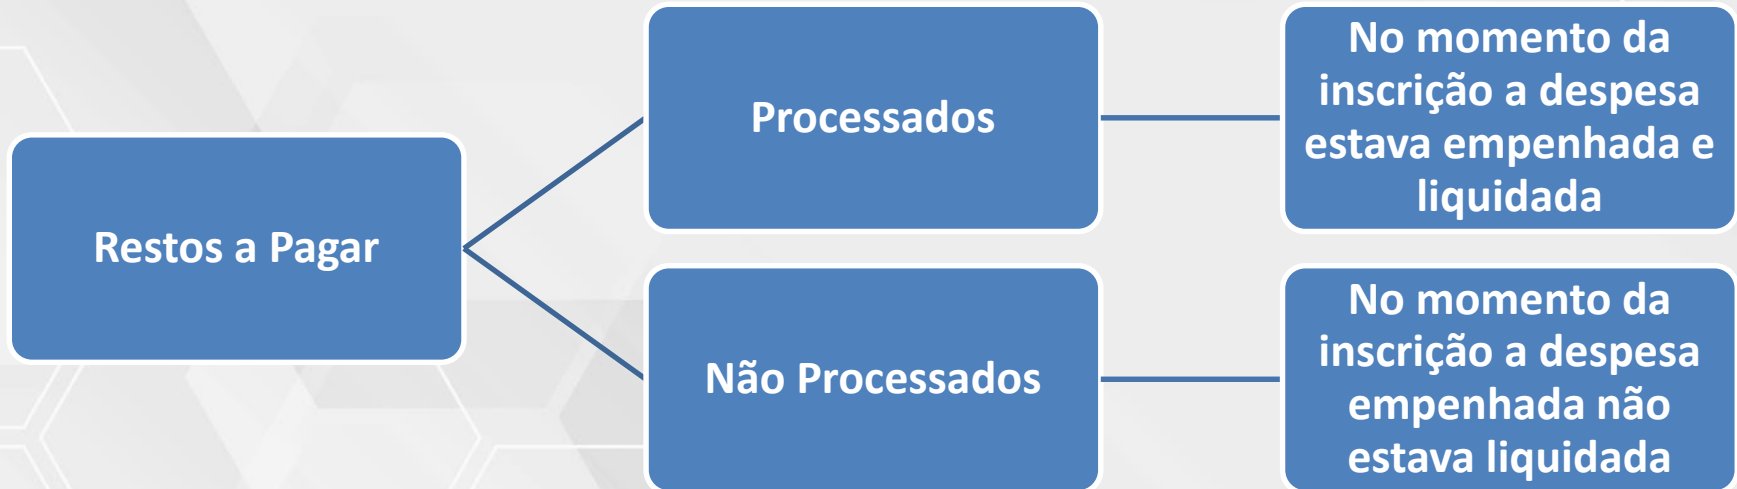 Restos a Pagar
Processados
No momento da
inscrição a despesa
estava empenhada e
liquidada
Não Processados
No momento da
inscrição a despesa
empenhada não
estava liquidada